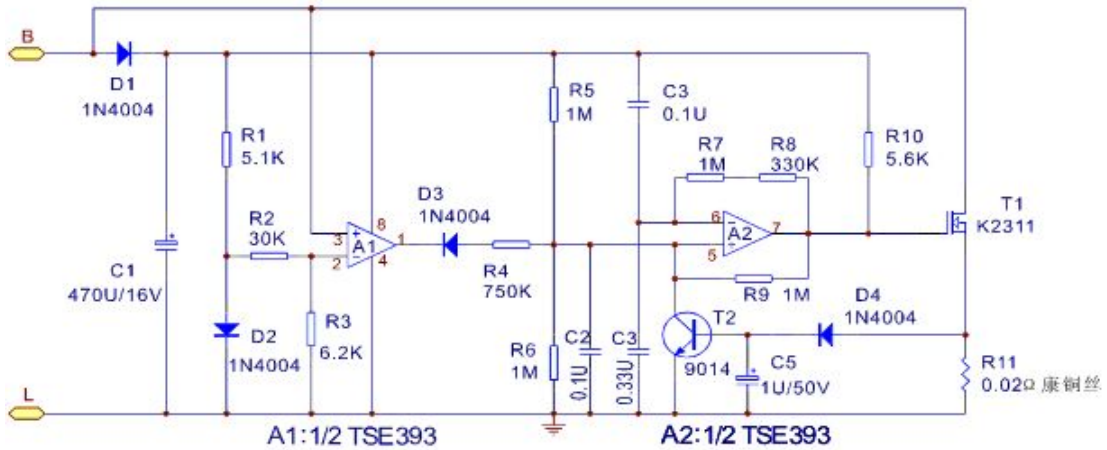 B
D1
1N4004
R1
5.1K
R2
30K
C1
470U/16V
D2
1N4004
R3
6.2K
3
2
A1
8
4
1
D3
1N4004
R4
750K
R5
1M
R6
1M
C2
0.1U
C3
0.1U
C3
0.33U
R7
1M
R8
330K
6
5
A2
7
R9 1M
R10
5.6K
T1
K2311
T2
9014
D4
1N4004
C5
1U/50V
R11
0.02Ω 康铜丝
L
A1:1/2 TSE393
A2:1/2 TSE393